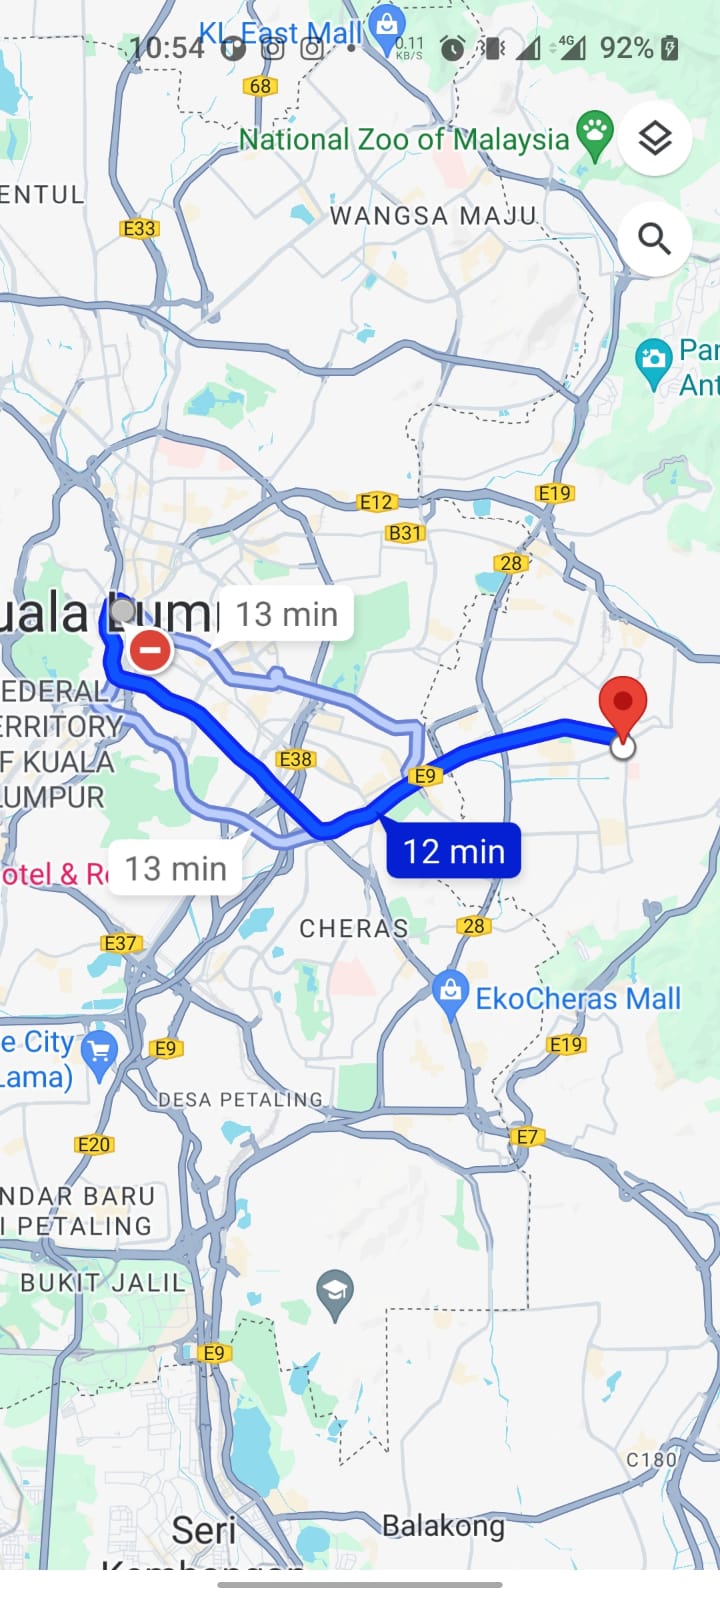 KL East Mall
10:54
0.11
KB/S
4G
92%
68
National Zoo of Malaysia
ENTUL
WANGSA MAJU
E33
Par
Ant
E12
E19
B31
28
uala Lum
13 min
EDERAL
ERRITORY
F KUALA
LUMPUR
E38
E9
12 min
13 min
otel & R
CHERAS
28
E37
EkoCheras Mall
e City
Lama)
E9
E19
DESA PETALING
E20
E7
NDAR BARU
I PETALING
BUKIT JALIL
E9
C180
Seri
Balakong